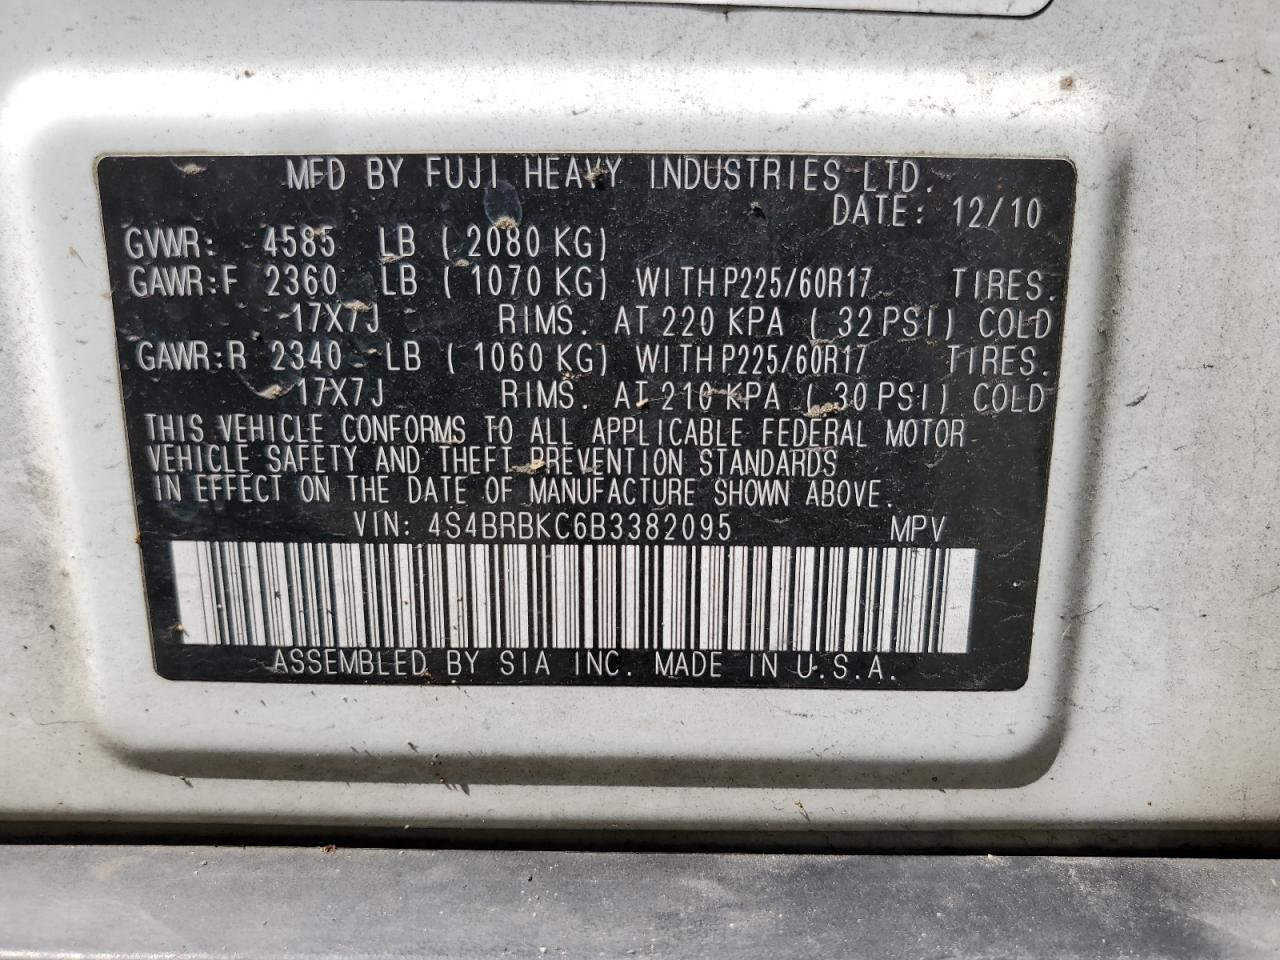 MFD BY FUJI HEAVY INDUSTRIES LTD.
DATE: 12/10
GVWR: 4585 LB ( 2080 KG)
GAWR:F 2360 LB ( 1070 KG) WITH P225/60R17 TIRES.
17X7J RIMS. AT 220 KPA ( 32 PSI) COLD
GAWR:R 2340 LB ( 1060 KG) WITH P225/60R17 TIRES.
17X7J RIMS. AT 210 KPA ( 30 PSI) COLD
THIS VEHICLE CONFORMS TO ALL APPLICABLE FEDERAL MOTOR
VEHICLE SAFETY AND THEFT PREVENTION STANDARDS
IN EFFECT ON THE DATE OF MANUFACTURE SHOWN ABOVE.
VIN: 4S4BRBKC6B3382095 MPV
ASSEMBLED BY SIA INC. MADE IN U.S.A.